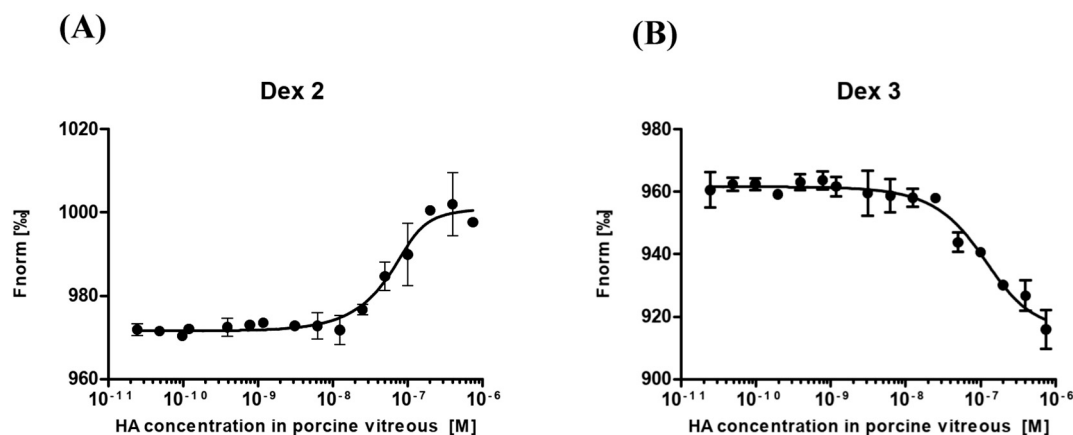 (A)
Dex 2
1020
1000
980
960
Fnorm [‰]
10⁻¹¹ 10⁻¹⁰ 10⁻⁹ 10⁻⁸ 10⁻⁷ 10⁻⁶
HA concentration in porcine vitreous [M]
(B)
Dex 3
980
960
940
920
900
Fnorm [‰]
10⁻¹¹ 10⁻¹⁰ 10⁻⁹ 10⁻⁸ 10⁻⁷ 10⁻⁶
HA concentration in porcine vitreous [M]